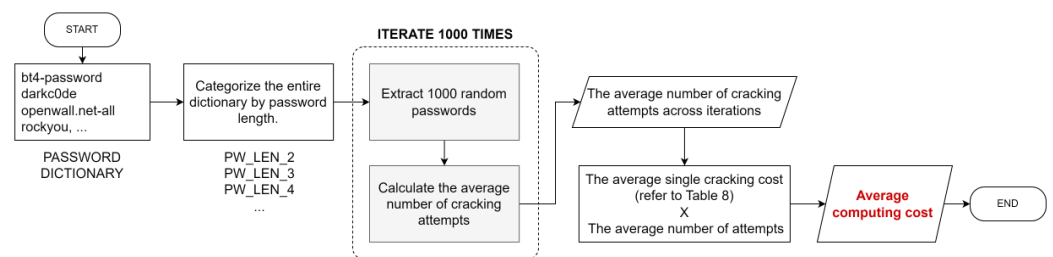 START
bt4-password
darkc0de
openwall.net-all
rockyou, ...
PASSWORD
DICTIONARY
Categorize the entire
dictionary by password
length.
PW_LEN_2
PW_LEN_3
PW_LEN_4
...
ITERATE 1000 TIMES
Extract 1000 random
passwords
Calculate the average
number of cracking
attempts
The average number of cracking
attempts across iterations
The average single cracking cost
(refer to Table 8)
X
The average number of attempts
Average
computing cost
END